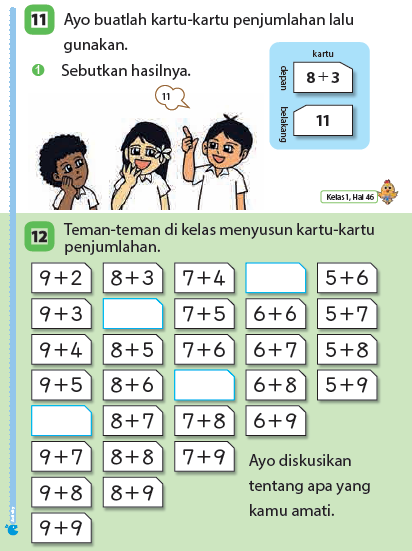 11 Ayo buatlah kartu-kartu penjumlahan lalu
gunakan.
1 Sebutkan hasilnya.
kartu
depan
8+3
belakang
11
11
Kelas 1, Hal 46
12 Teman-teman di kelas menyusun kartu-kartu
penjumlahan.
9+2 8+3 7+4 5+6
9+3 7+5 6+6 5+7
9+4 8+5 7+6 6+7 5+8
9+5 8+6 6+8 5+9
8+7 7+8 6+9
9+7 8+8 7+9
9+8 8+9
9+9
Ayo diskusikan
tentang apa yang
kamu amati.